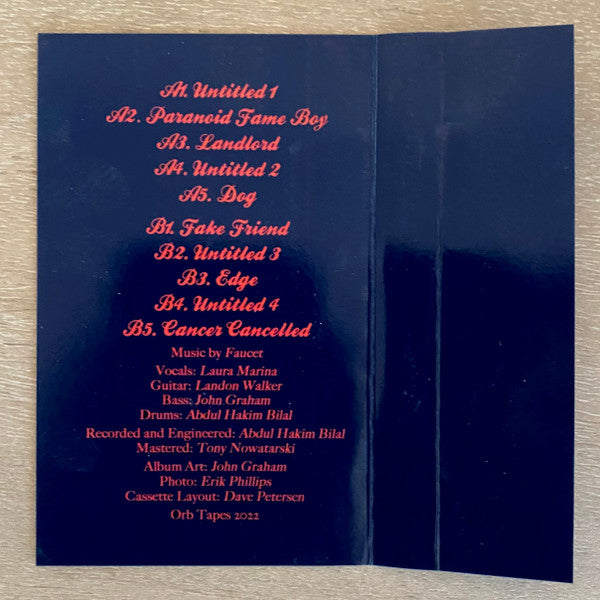 A1. Untitled 1
A2. Paranoid Fame Boy
A3. Landlord
A4. Untitled 2
A5. Dog
B1. Fake Friend
B2. Untitled 3
B3. Edge
B4. Untitled 4
B5. Cancer Cancelled
Music by Faucet
Vocals: Laura Marina
Guitar: Landon Walker
Bass: John Graham
Drums: Abdul Hakim Bilal
Recorded and Engineered: Abdul Hakim Bilal
Mastered: Tony Nowatarski
Album Art: John Graham
Photo: Erik Phillips
Cassette Layout: Dave Petersen
Orb Tapes 2022